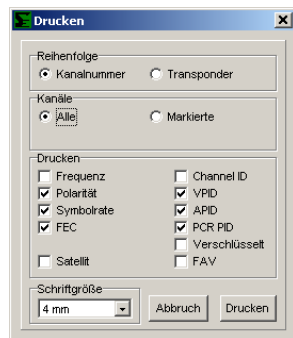 Drucken
Reihenfolge
Kanalnummer Transponder
Kanäle
Alle Markierte
Drucken
Frequenz Channel ID
Polarität VPID
Symbolrate APID
FEC PCR PID
Verschlüsselt
Satellit FAV
Schriftgröße
4 mm Abbruch Drucken